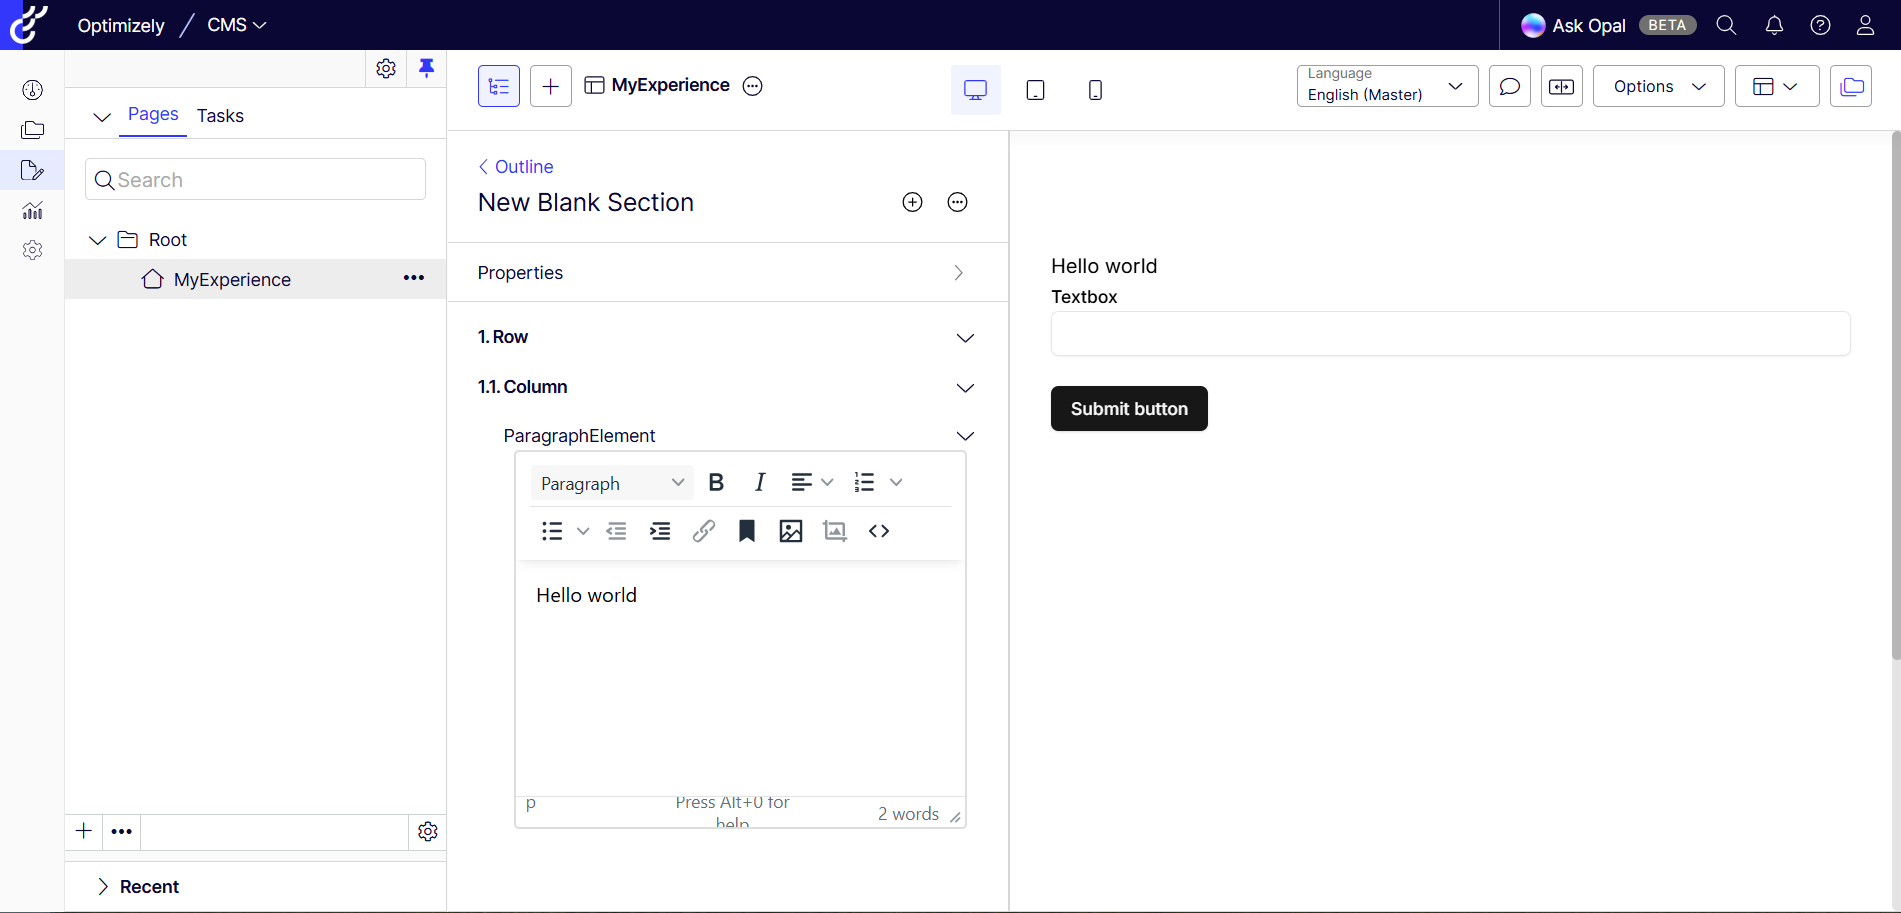 Optimizely / CMS
Ask Opal BETA
Pages Tasks
Search
Root
MyExperience
Recent
MyExperience
Language
English (Master)
Options
Outline
New Blank Section
Properties
1. Row
1.1. Column
ParagraphElement
Paragraph
Hello world
p
Press Alt+0 for
help
2 words
Hello world
Textbox
Submit button